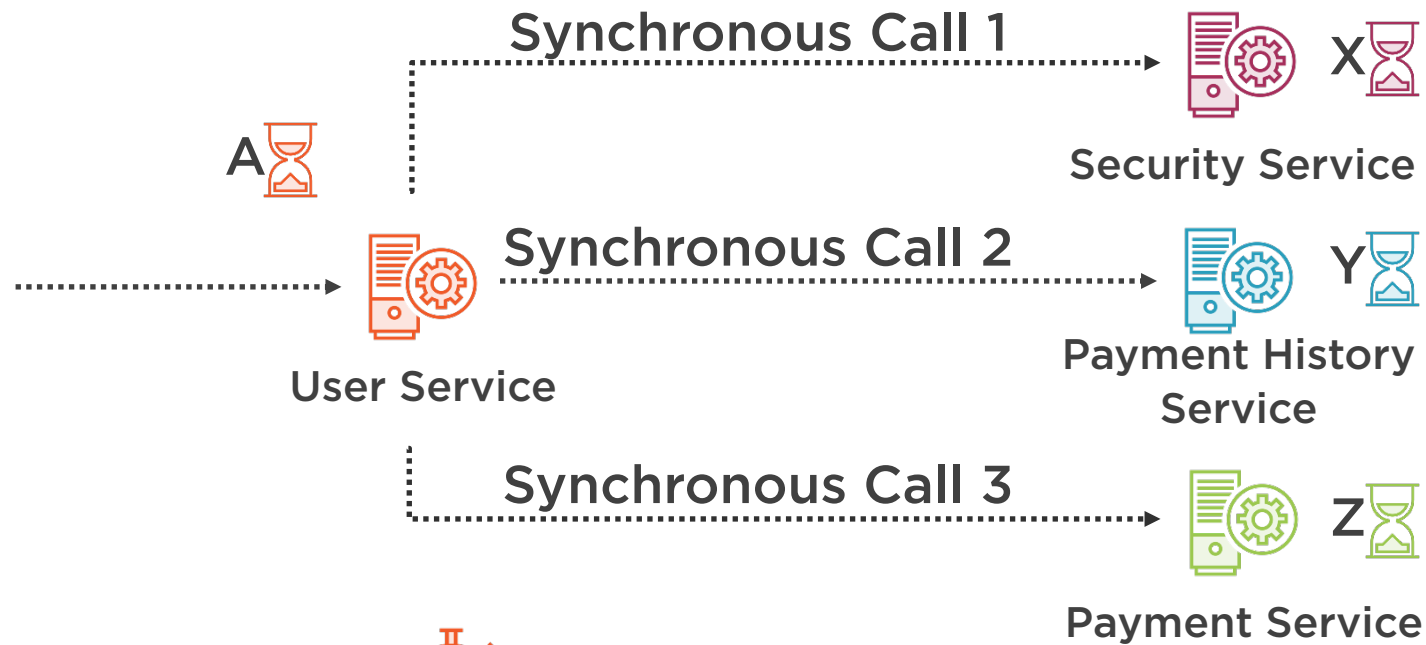 Synchronous Call 1
X
A
Security Service
Synchronous Call 2
Y
User Service
Payment History
Service
Synchronous Call 3
Z
Payment Service